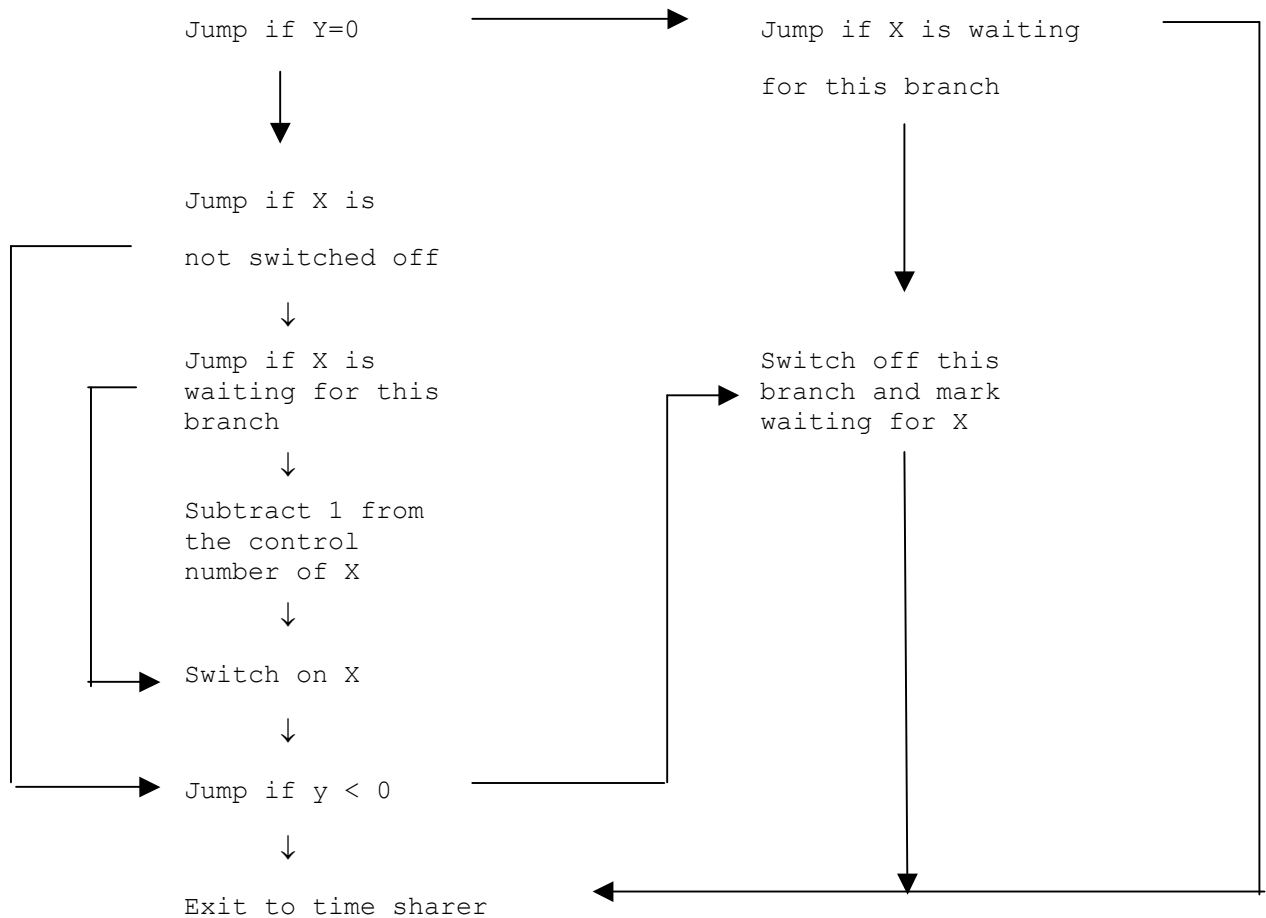 Jump if Y=0
Jump if X is waiting
for this branch
Jump if X is
not switched off
Jump if X is
waiting for this
branch
Switch off this
branch and mark
waiting for X
Subtract 1 from
the control
number of X
Switch on X
Jump if y < 0
Exit to time sharer